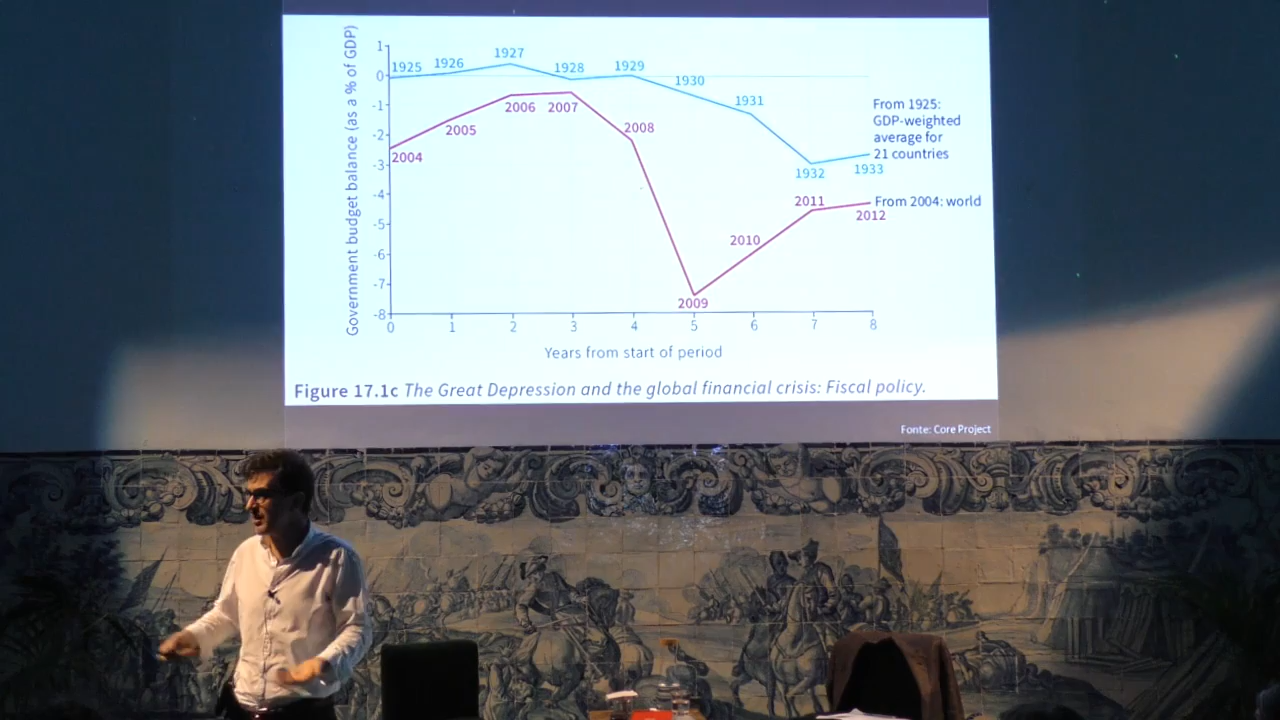 Government budget balance (as a % of GDP)
1
0
-1
-2
-3
-4
-5
-6
-7
-8
0 1 2 3 4 5 6 7 8
Years from start of period
1925 1926 1927 1928 1929 1930 1931 1932 1933
2004 2005 2006 2007 2008 2009 2010 2011 2012
From 1925:
GDP-weighted
average for
21 countries
From 2004: world
Figure 17.1c The Great Depression and the global financial crisis: Fiscal policy.
Fonte: Core Project